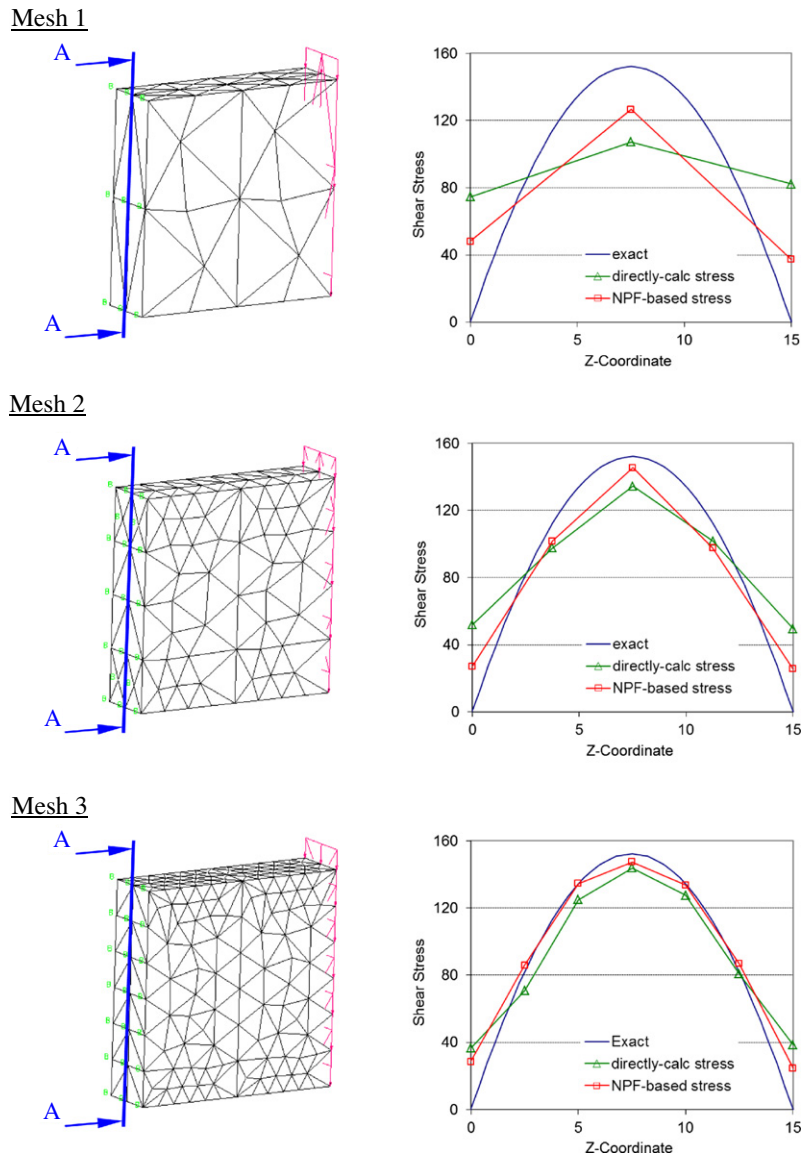 Mesh 1
A
A
160
120
80
40
0
Shear Stress
exact
directly-calc stress
NPF-based stress
0
5
10
15
Z-Coordinate
Mesh 2
A
A
160
120
80
40
0
Shear Stress
exact
directly-calc stress
NPF-based stress
0
5
10
15
Z-Coordinate
Mesh 3
A
A
160
120
80
40
0
Shear Stress
Exact
directly-calc stress
NPF-based stress
0
5
10
15
Z-Coordinate